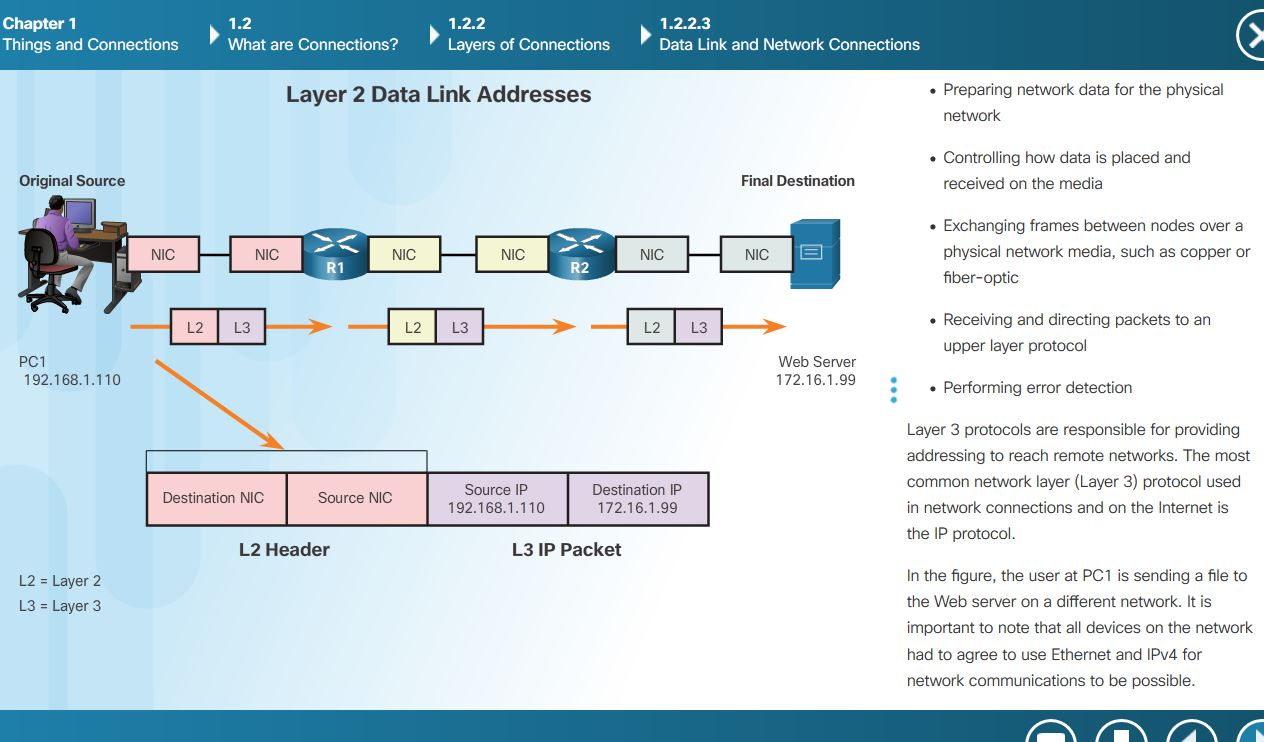 Chapter 1
Things and Connections
1.2
What are Connections?
1.2.2
Layers of Connections
1.2.2.3
Data Link and Network Connections
Layer 2 Data Link Addresses
Original Source
Final Destination
NIC
NIC
R1
NIC
NIC
R2
NIC
NIC
L2 L3
L2 L3
L2 L3
PC1
192.168.1.110
Web Server
172.16.1.99
Destination NIC
Source NIC
Source IP
192.168.1.110
Destination IP
172.16.1.99
L2 Header
L3 IP Packet
L2 = Layer 2
L3 = Layer 3
• Preparing network data for the physical
network
• Controlling how data is placed and
received on the media
• Exchanging frames between nodes over a
physical network media, such as copper or
fiber-optic
• Receiving and directing packets to an
upper layer protocol
• Performing error detection
Layer 3 protocols are responsible for providing
addressing to reach remote networks. The most
common network layer (Layer 3) protocol used
in network connections and on the Internet is
the IP protocol.
In the figure, the user at PC1 is sending a file to
the Web server on a different network. It is
important to note that all devices on the network
had to agree to use Ethernet and IPv4 for
network communications to be possible.